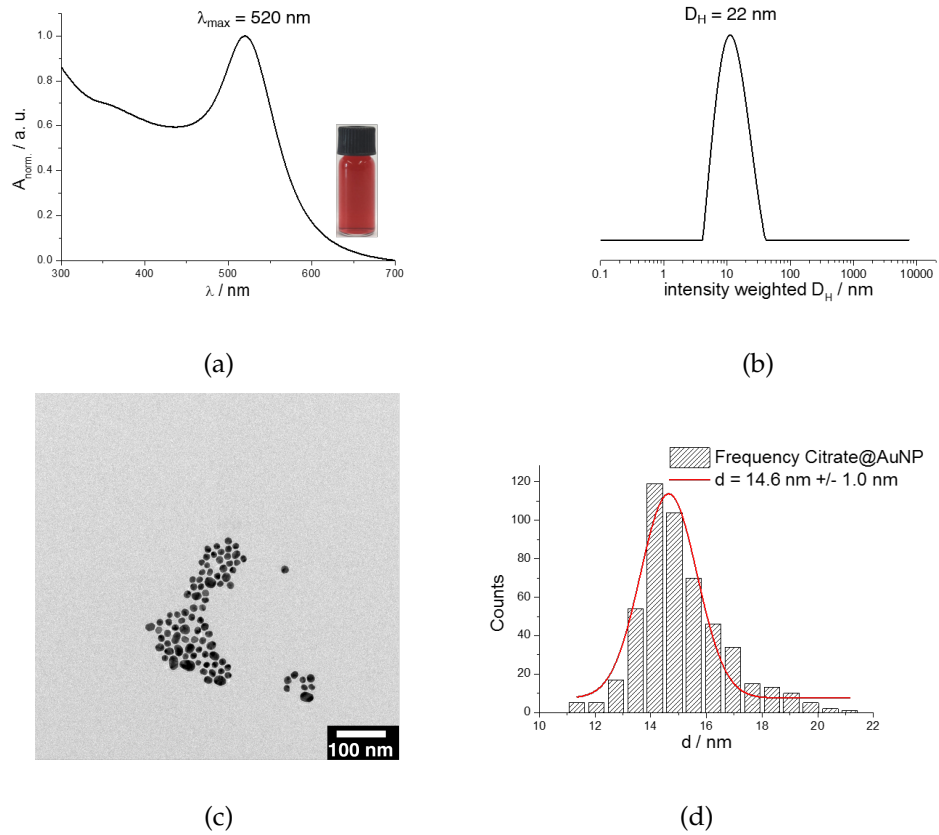 λmax = 520 nm
1.0
0.8
0.6
0.4
0.2
0.0
Anorm. / a. u.
300 400 500 600 700
λ / nm
(a)
DH = 22 nm
0.1 1 10 100 1000 10000
intensity weighted DH / nm
(b)
100 nm
(c)
Frequency Citrate@AuNP
d = 14.6 nm +/- 1.0 nm
120
100
80
60
40
20
0
Counts
10 12 14 16 18 20 22
d / nm
(d)